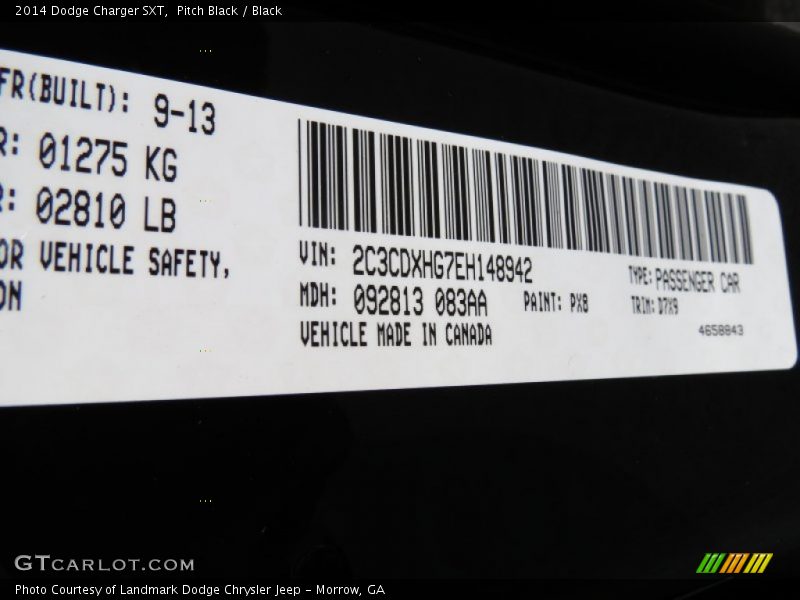 2014 Dodge Charger SXT,  Pitch Black / Black
FR(BUILT): 9-13
R: 01275 KG
R: 02810 LB
OR VEHICLE SAFETY,
ON
VIN: 2C3CDXHG7EH148942
TYPE: PASSENGER CAR
MDH: 092813 083AA
PAINT: PX8
TRIM: D7X9
VEHICLE MADE IN CANADA
4658843
GTCARLOT.COM
Photo Courtesy of Landmark Dodge Chrysler Jeep - Morrow, GA